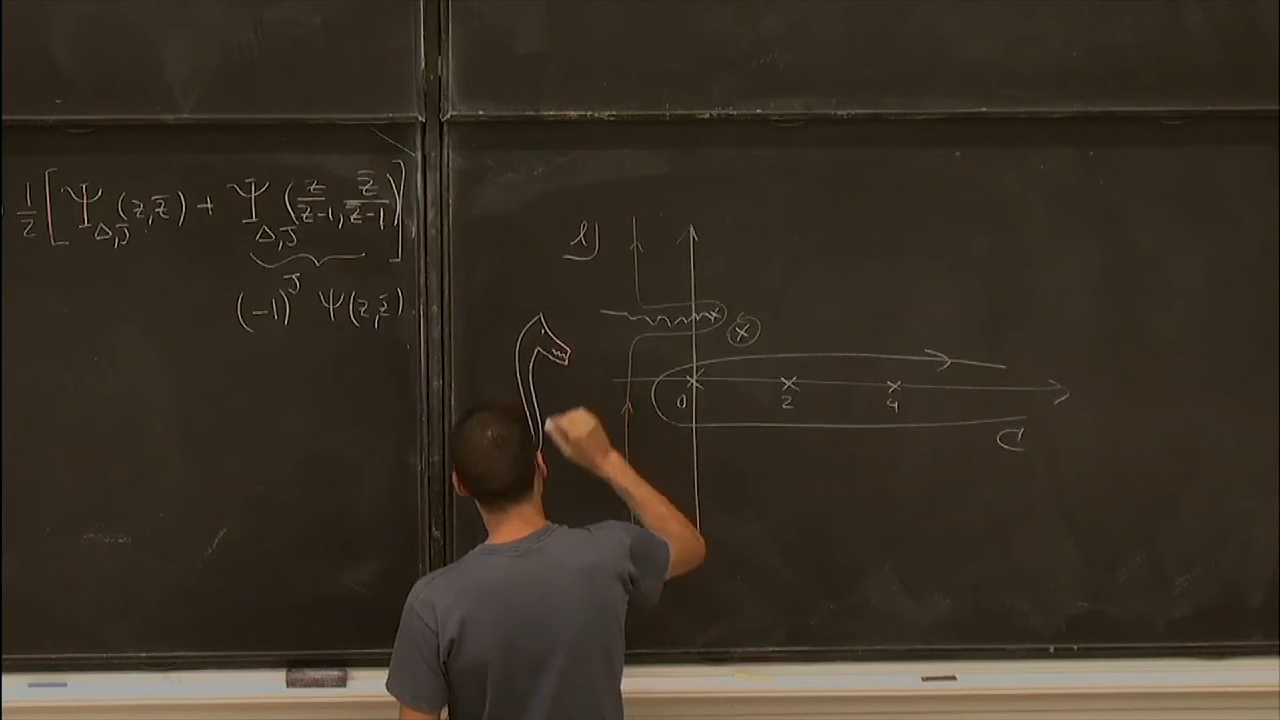 1/2 [ Ψ_{Δ,J}(z, z̄) + Ψ_{Δ,J}(z/(z-1), z̄/(z̄-1)) ]
(-1)^J Ψ(z, z̄)
0 2 4
C